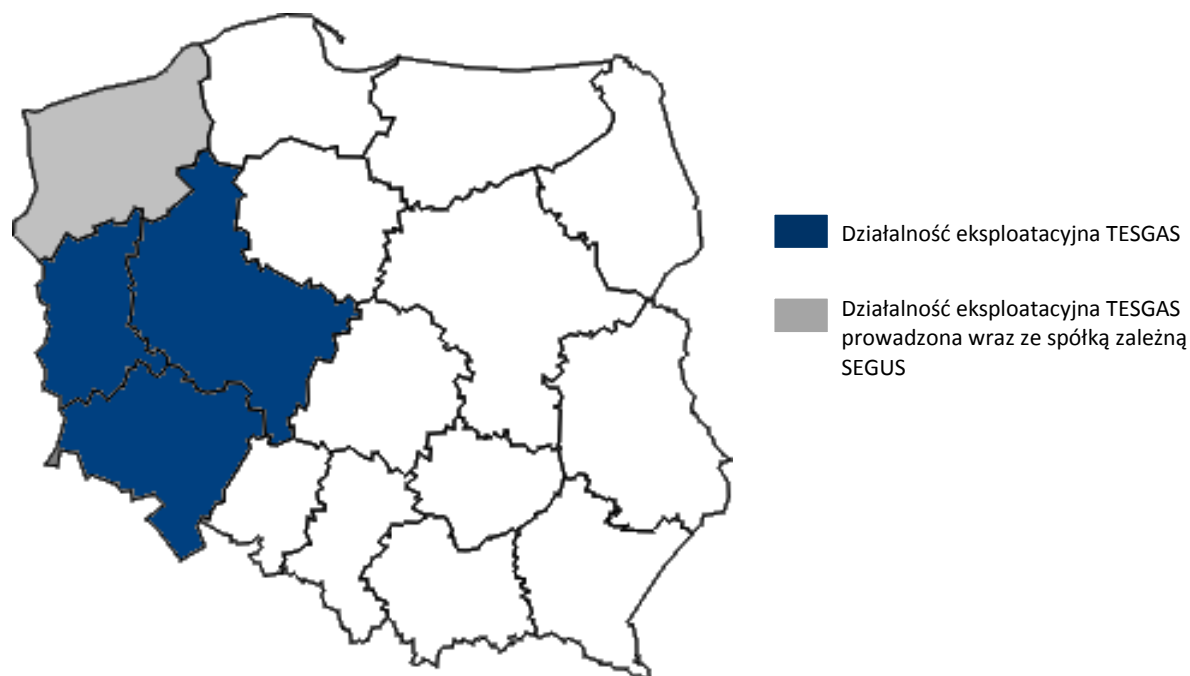 Działalność eksploatacyjna TESGAS
Działalność eksploatacyjna TESGAS
prowadzona wraz ze spółką zależną
SEGUS